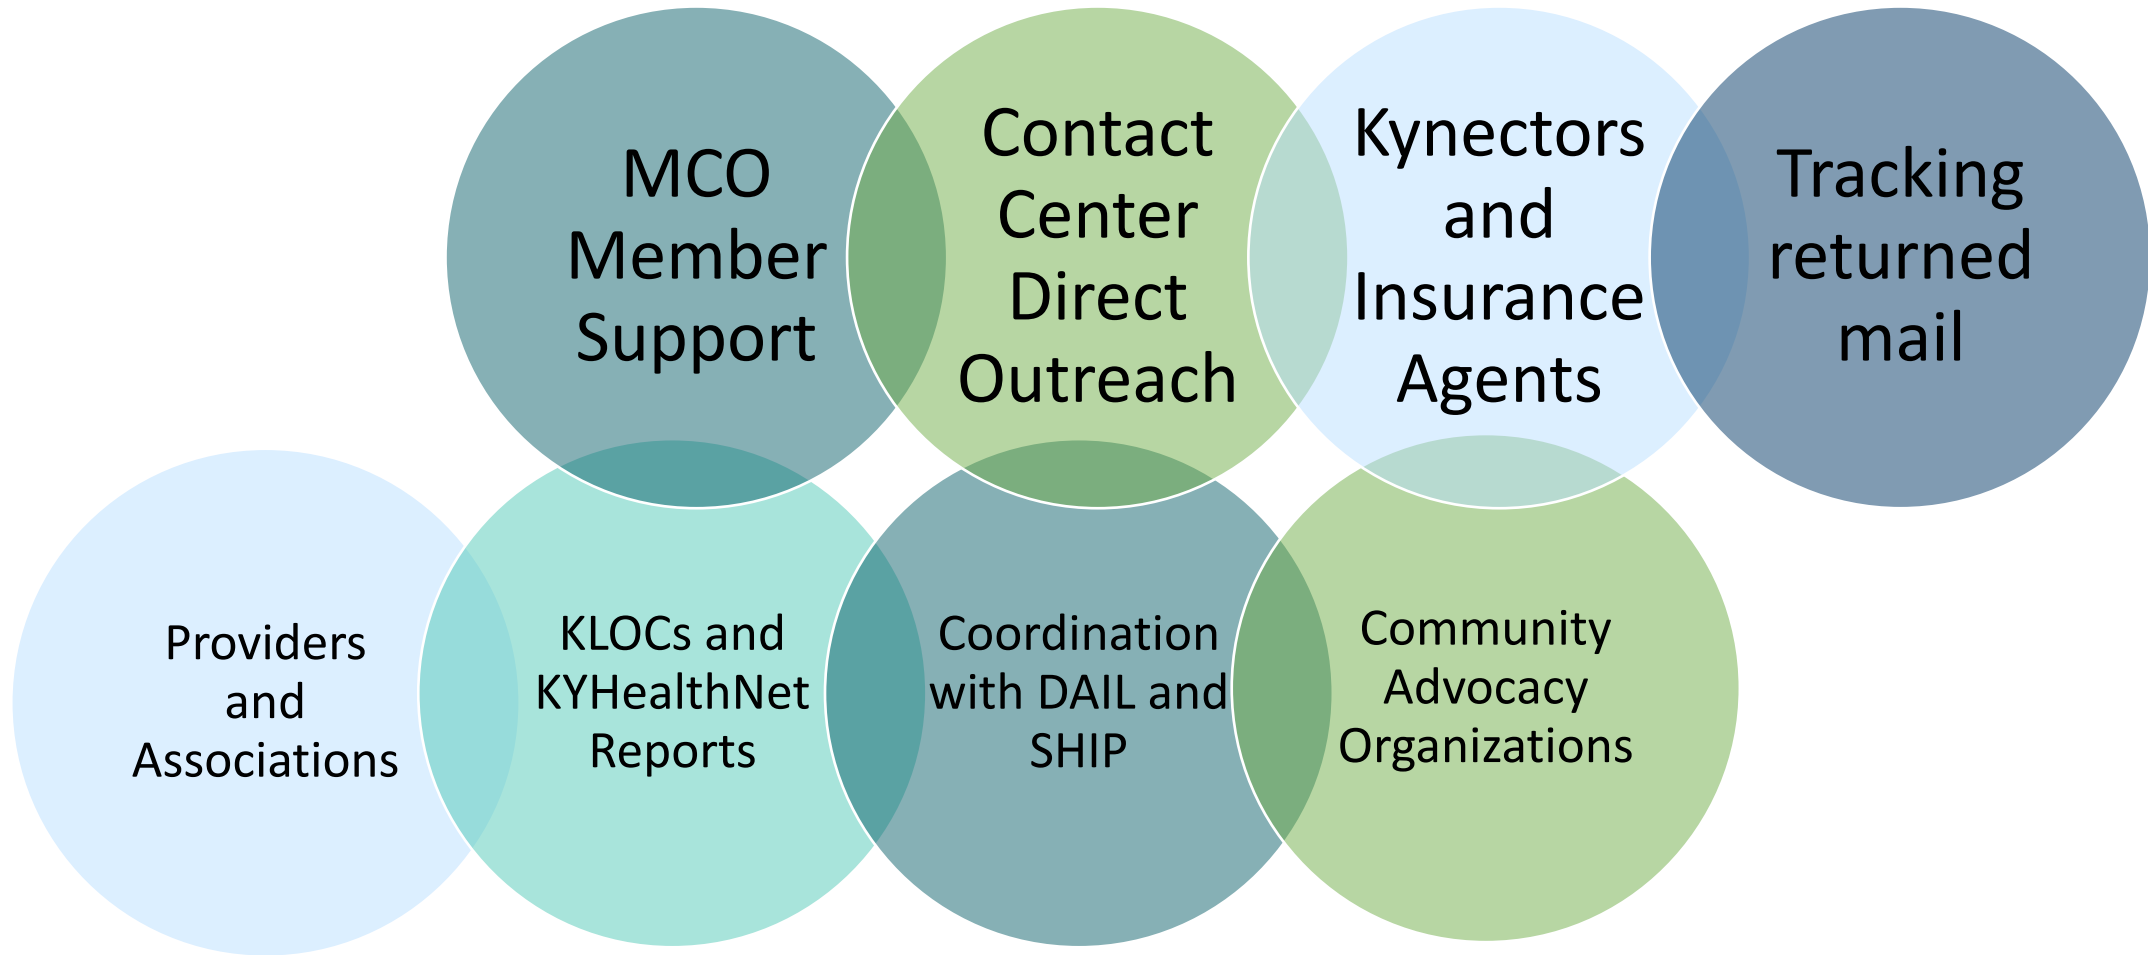 MCO
Member
Support
Contact
Center
Direct
Outreach
Kynectors
and
Insurance
Agents
Tracking
returned
mail
Providers
and
Associations
KLOCs and
KYHealthNet
Reports
Coordination
with DAIL and
SHIP
Community
Advocacy
Organizations